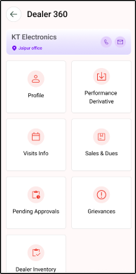 Dealer 360
KT Electronics
Jaipur office
Profile
Performance
Derivative
Visits Info
Sales & Dues
Pending Approvals
Grievances
Dealer Inventory